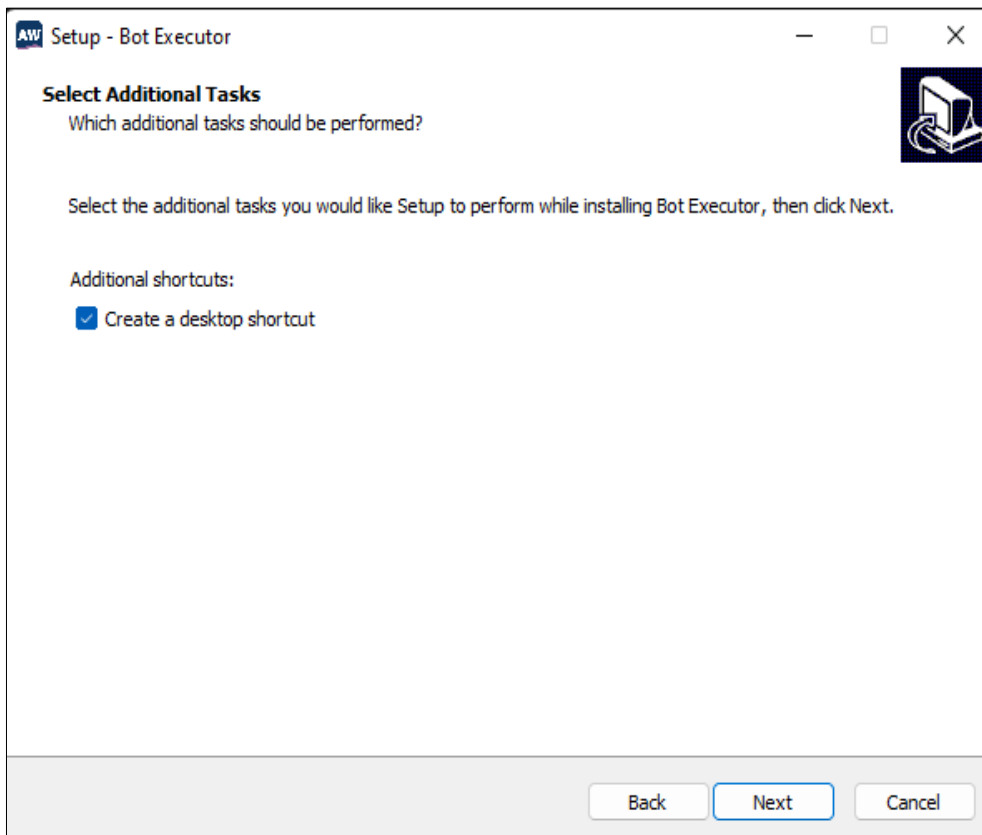 AW Setup - Bot Executor
Select Additional Tasks
Which additional tasks should be performed?
Select the additional tasks you would like Setup to perform while installing Bot Executor, then click Next.
Additional shortcuts:
Create a desktop shortcut
Back Next Cancel